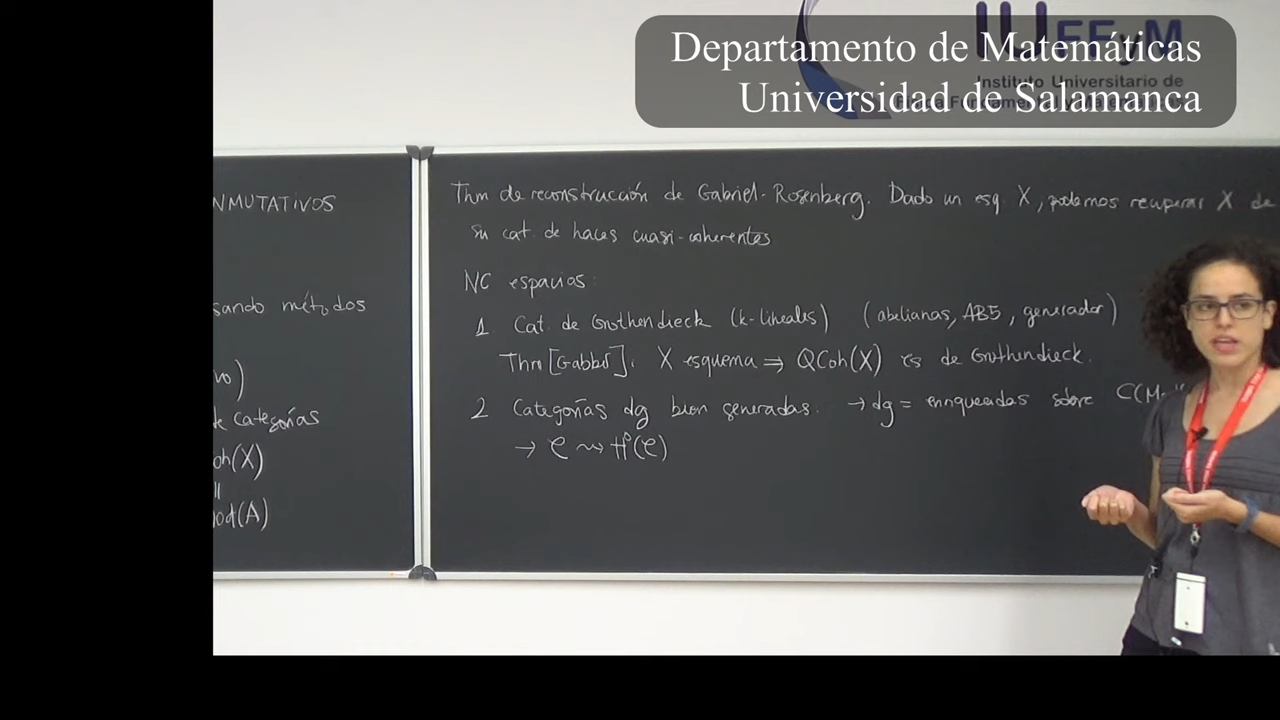 Departamento de Matemáticas
Universidad de Salamanca
IUFFyM
Instituto Universitario de
NMUTATIVOS
sando métodos
vo)
categorías
oh(X)
||
od(A)
Thm de reconstrucción de Gabriel-Rosenberg. Dado un esq. X, podemos recuperar X de
su cat. de haces cuasi-coherentes
NC espacios:
1 Cat. de Grothendieck (k-lineales) (abelianas, AB5, generador)
Thm [Gabber]: X esquema ⇒ QCoh(X) es de Grothendieck.
2 Categorías dg bien generadas. → dg = enriquecidas sobre C(M
→ 𝒞 ⇝ H⁰(𝒞)